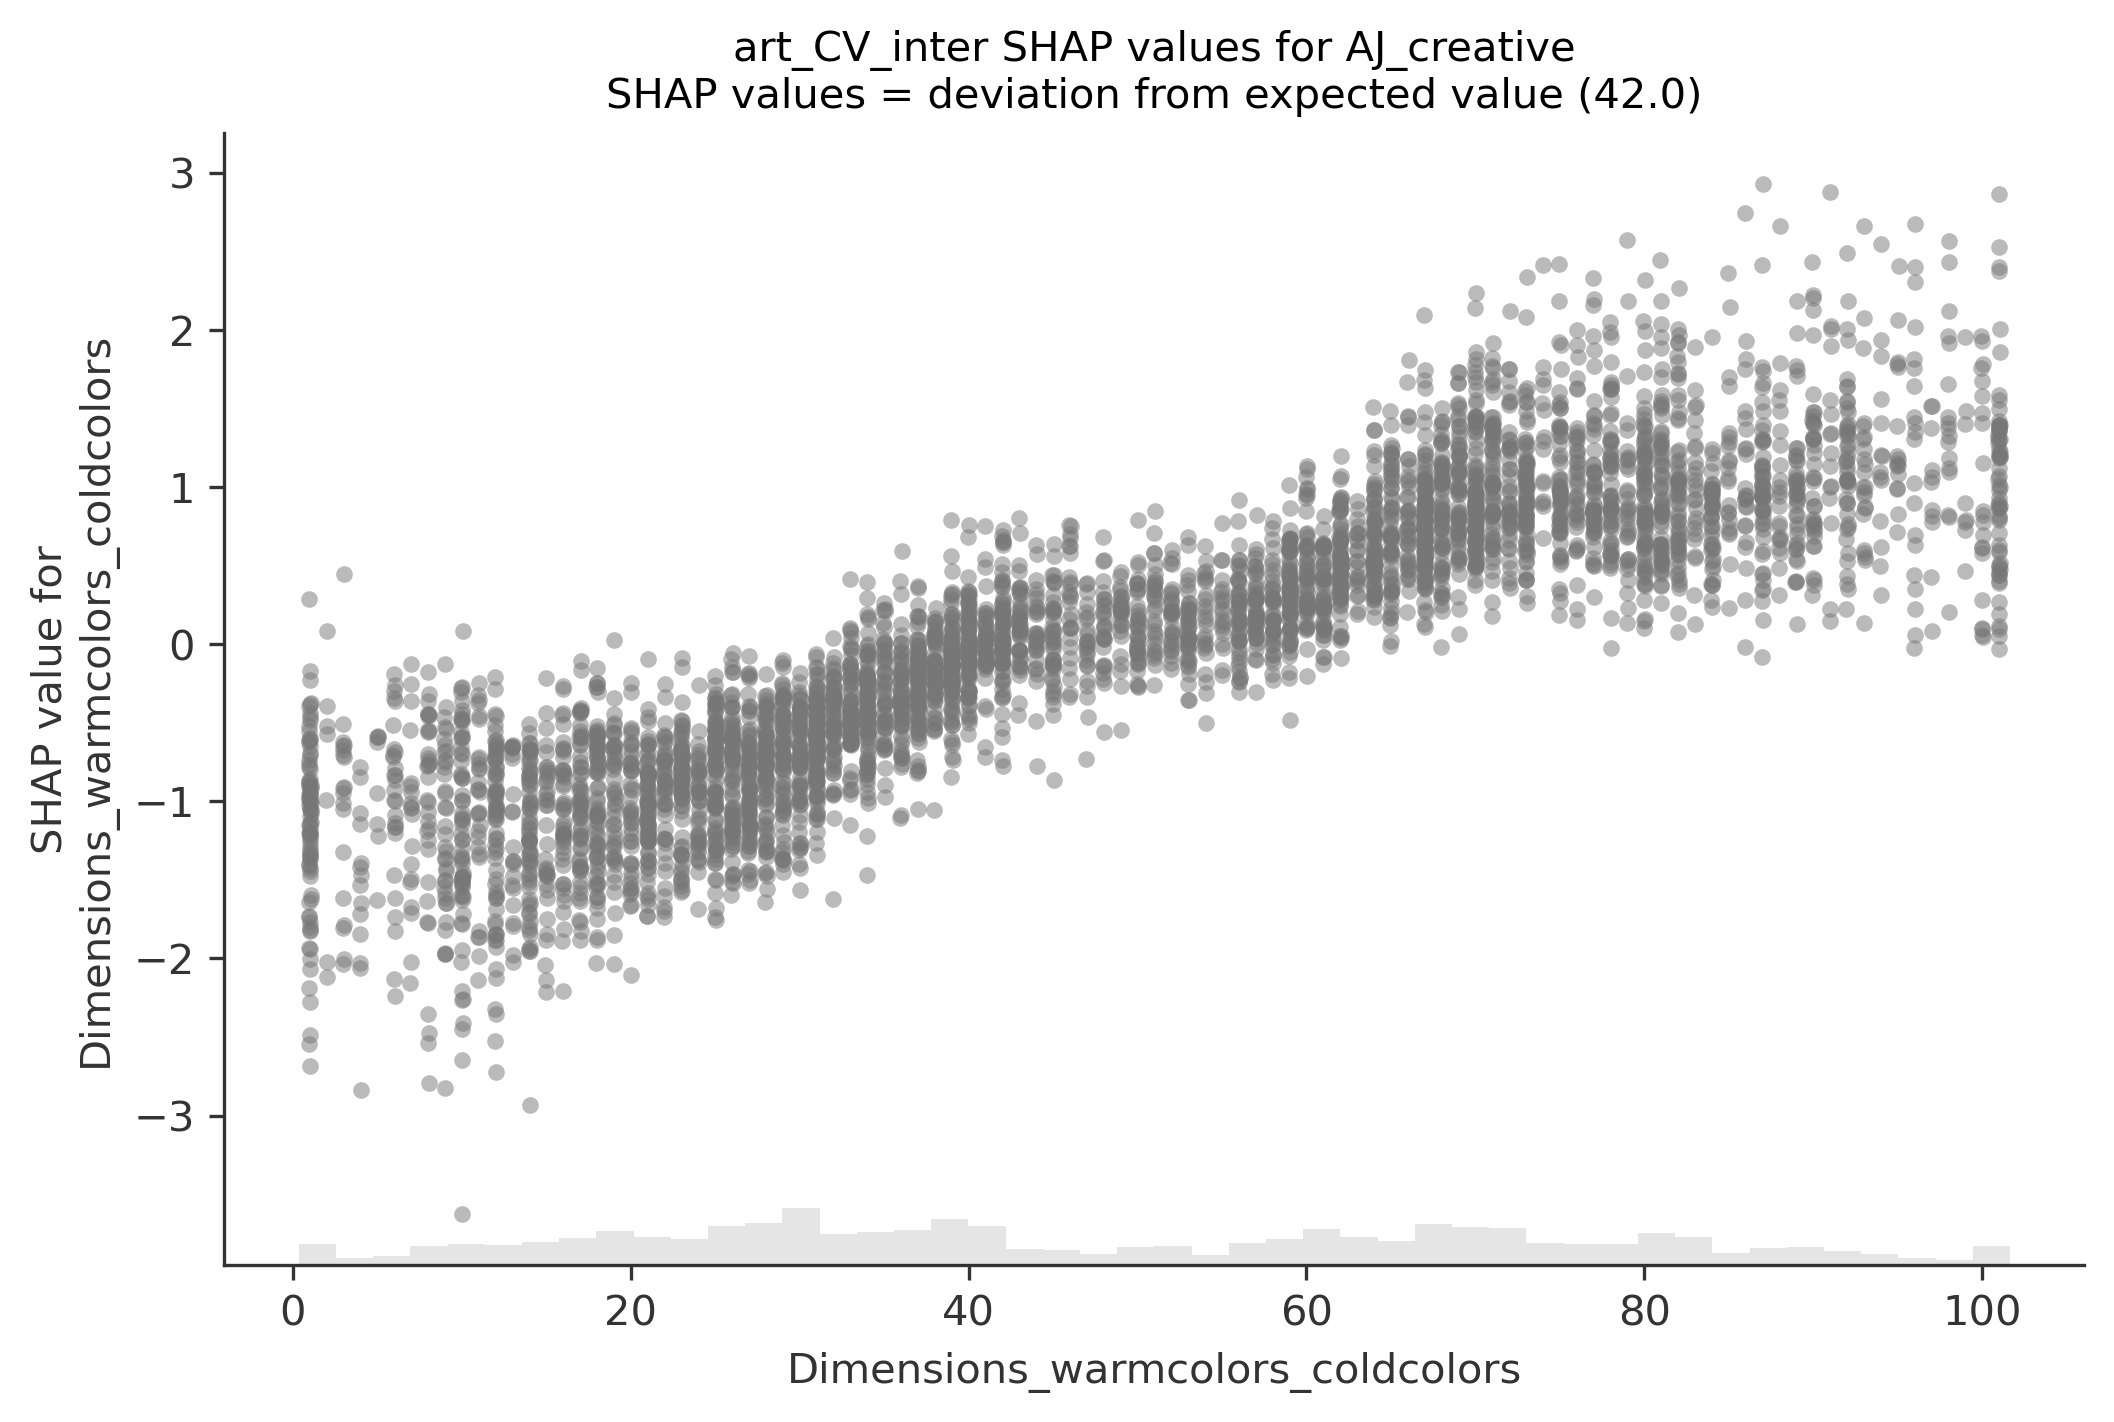 art_CV_inter SHAP values for AJ_creative
SHAP values = deviation from expected value (42.0)
SHAP value for
Dimensions_warmcolors_coldcolors
3
2
1
0
−1
−2
−3
0 20 40 60 80 100
Dimensions_warmcolors_coldcolors